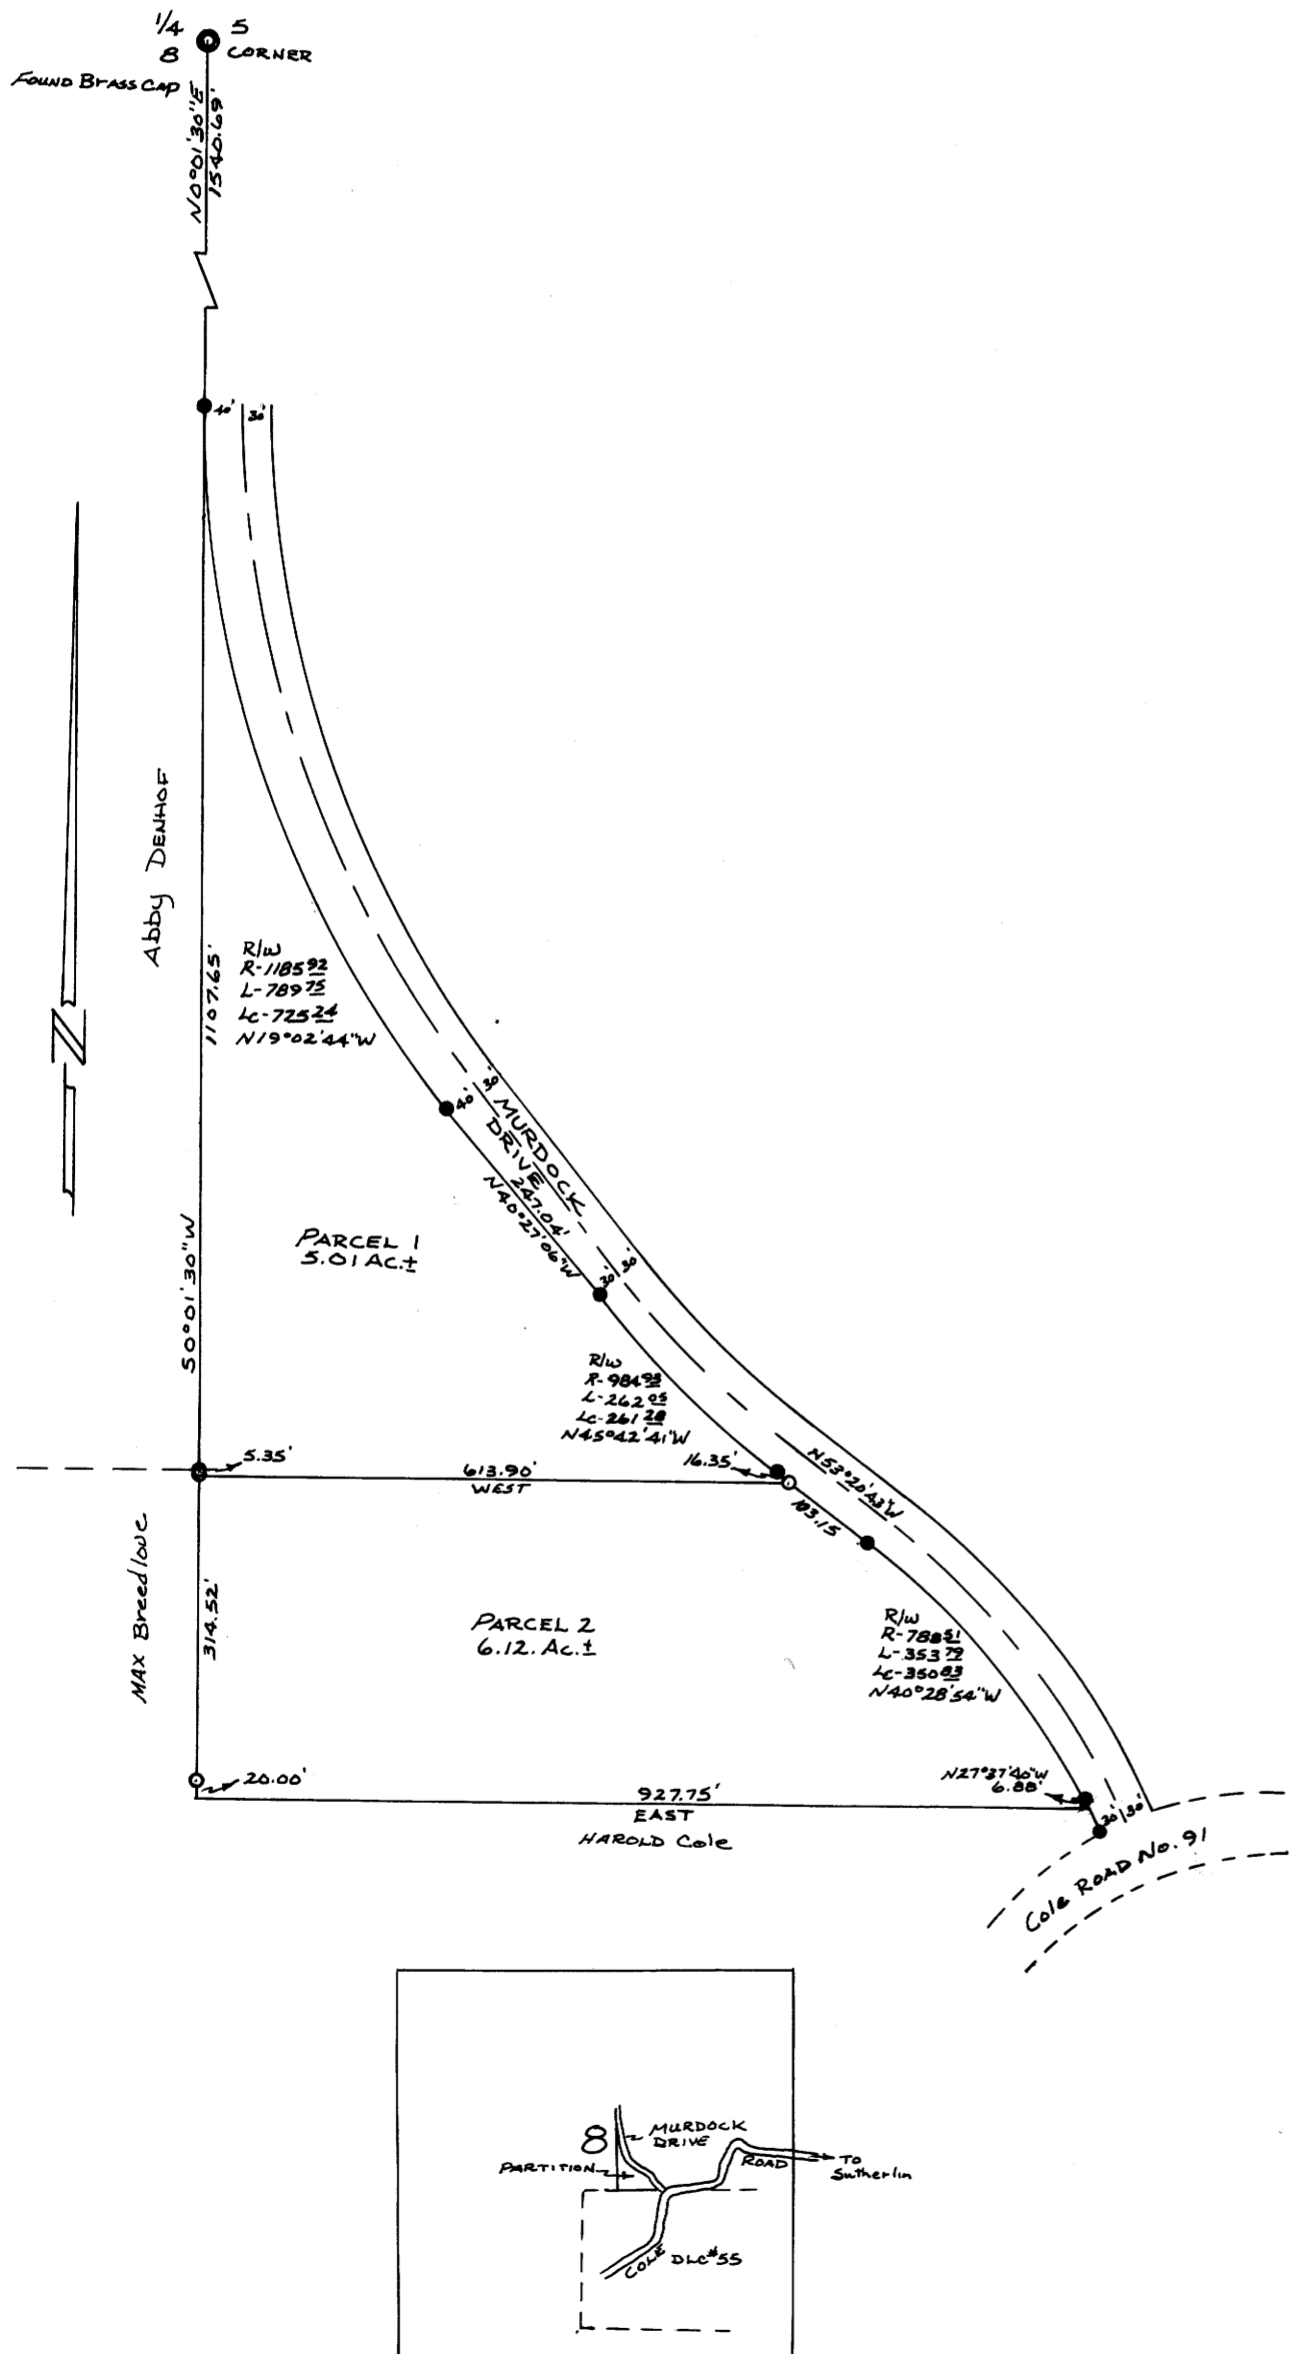 1/4 5
8 CORNER
FOUND BrASS CAP
N0°01'30"E
1540.69'
40' 30'
Abby DENHOF
1107.65'
S0°01'30"W
R/W
R-1185.92
L-789.75
Lc-725.24
N19°02'44"W
N
40' 30'
MURDOCK
DRIVE
247.04'
N40°27'06"W
30' 30'
PARCEL 1
5.01 AC.±
R/W
R-984.93
L-262.05
Lc-261.28
N45°42'41"W
5.35'
613.90'
WEST
16.35'
N53°20'43"W
103.15
MAX Breedlove
314.52'
PARCEL 2
6.12. AC.±
R/W
R-788.51
L-353.79
Lc-350.83
N40°28'54"W
20.00'
927.75'
EAST
HAROLD Cole
N27°37'40"W
6.88'
30' 30'
Cole ROAD No. 91
8
MURDOCK
DRIVE
PARTITION
ROAD
TO
Sutherlin
COLE
DLC #55